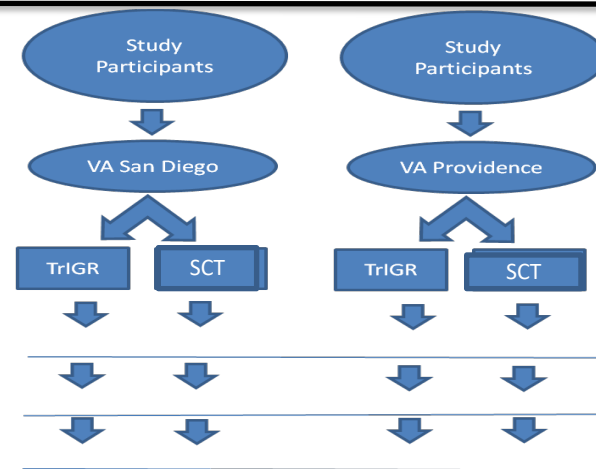 Study
Participants
Study
Participants
VA San Diego
VA Providence
TrIGR
SCT
TrIGR
SCT